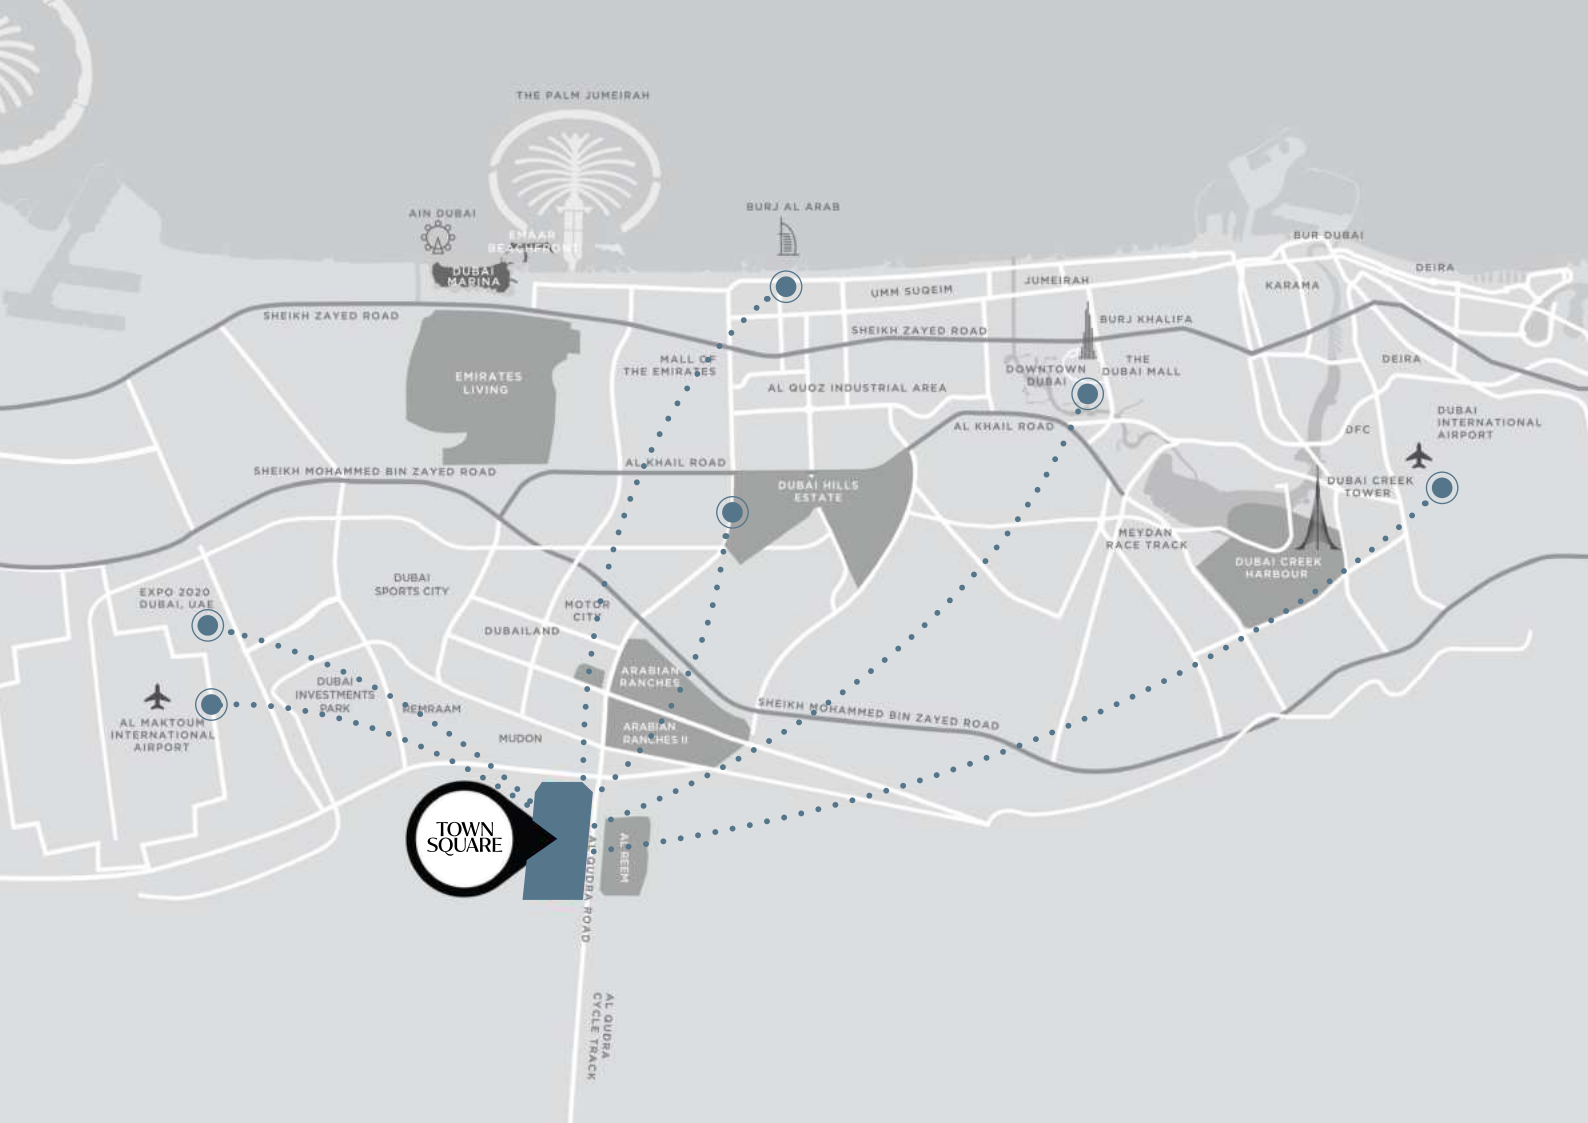 THE PALM JUMEIRAH
AIN DUBAI
BURJ AL ARAB
EMAAR
BEACHFRONT
DUBAI
MARINA
BUR DUBAI
DEIRA
UMM SUQEIM
JUMEIRAH
KARAMA
SHEIKH ZAYED ROAD
SHEIKH ZAYED ROAD
BURJ KHALIFA
MALL OF
THE EMIRATES
DOWNTOWN
DUBAI
THE
DUBAI MALL
DEIRA
EMIRATES
LIVING
AL QUOZ INDUSTRIAL AREA
AL KHAIL ROAD
DUBAI
INTERNATIONAL
AIRPORT
DFC
SHEIKH MOHAMMED BIN ZAYED ROAD
AL KHAIL ROAD
DUBAI HILLS
ESTATE
DUBAI CREEK
TOWER
MEYDAN
RACE TRACK
DUBAI CREEK
HARBOUR
EXPO 2020
DUBAI, UAE
DUBAI
SPORTS CITY
MOTOR
CITY
DUBAILAND
ARABIAN
RANCHES
DUBAI
INVESTMENTS
PARK
REMRAAM
SHEIKH MOHAMMED BIN ZAYED ROAD
AL MAKTOUM
INTERNATIONAL
AIRPORT
MUDON
ARABIAN
RANCHES II
TOWN
SQUARE
AL REEM
AL QUDRA ROAD
AL QUDRA
CYCLE TRACK